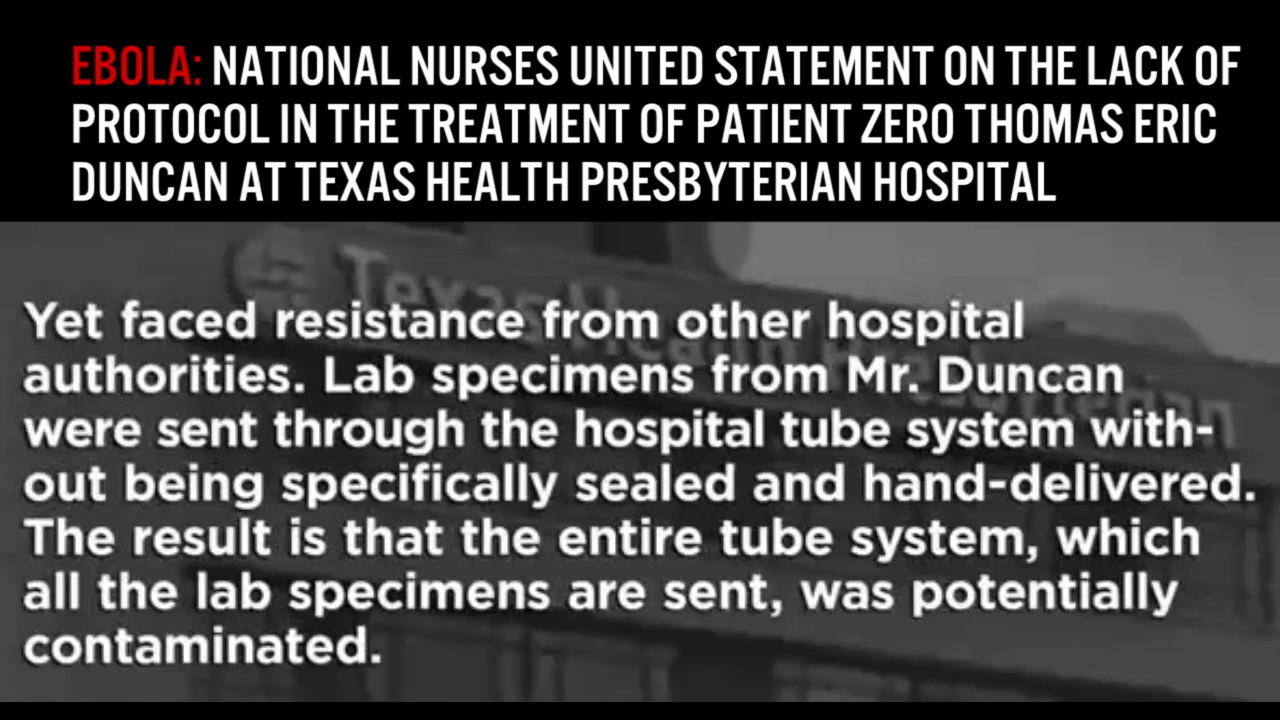 EBOLA: NATIONAL NURSES UNITED STATEMENT ON THE LACK OF
PROTOCOL IN THE TREATMENT OF PATIENT ZERO THOMAS ERIC
DUNCAN AT TEXAS HEALTH PRESBYTERIAN HOSPITAL
Texas Health Presbyterian
Yet faced resistance from other hospital
authorities. Lab specimens from Mr. Duncan
were sent through the hospital tube system with-
out being specifically sealed and hand-delivered.
The result is that the entire tube system, which
all the lab specimens are sent, was potentially
contaminated.